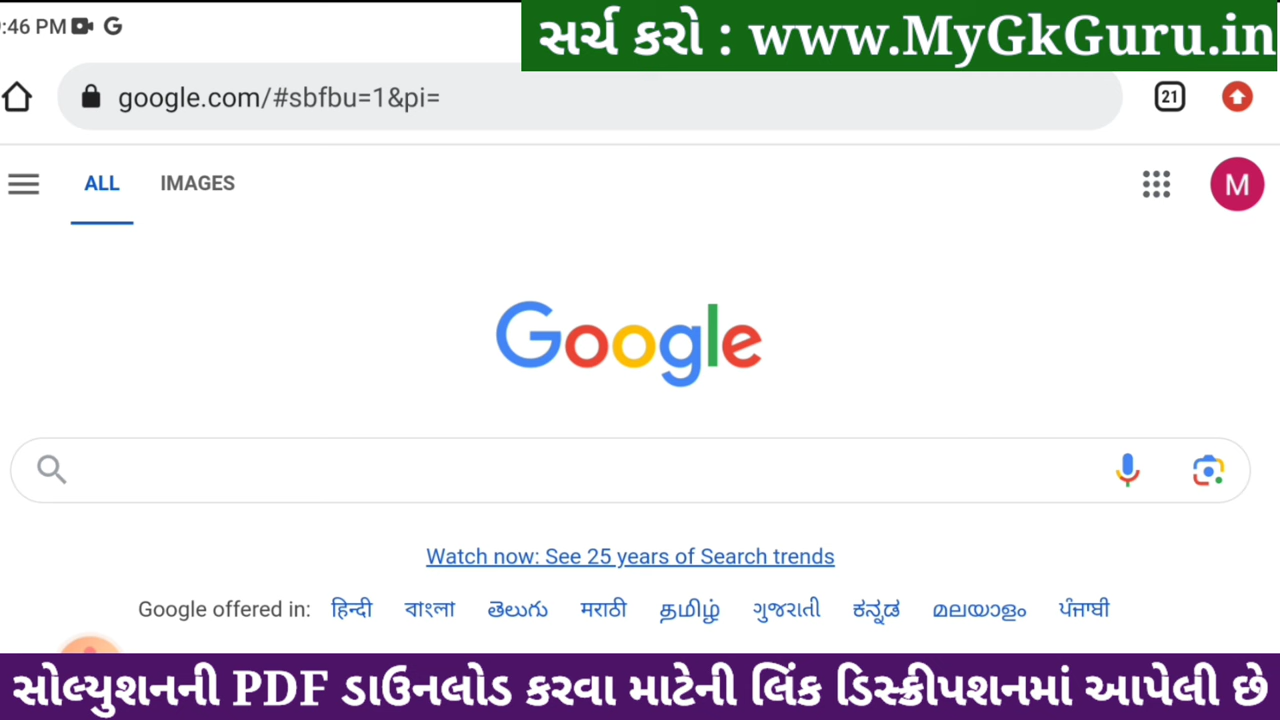 :46 PM G
સર્ચ કરો : www.MyGkGuru.in
google.com/#sbfbu=1&pi=
21
ALL IMAGES
M
Google
Watch now: See 25 years of Search trends
Google offered in: हिन्दी বাংলা తెలుగు मराठी தமிழ் ગુજરાતી ಕನ್ನಡ മലയാളം ਪੰਜਾਬੀ
સોલ્યુશનની PDF ડાઉનલોડ કરવા માટેની લિંક ડિસ્ક્રીપશનમાં આપેલી છે